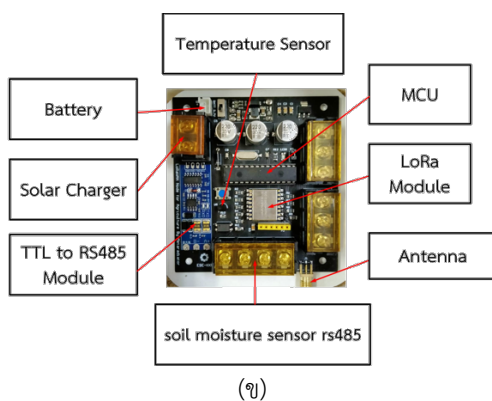 Temperature Sensor
Battery
MCU
Solar Charger
LoRa
Module
TTL to RS485
Module
Antenna
soil moisture sensor rs485
(ข)